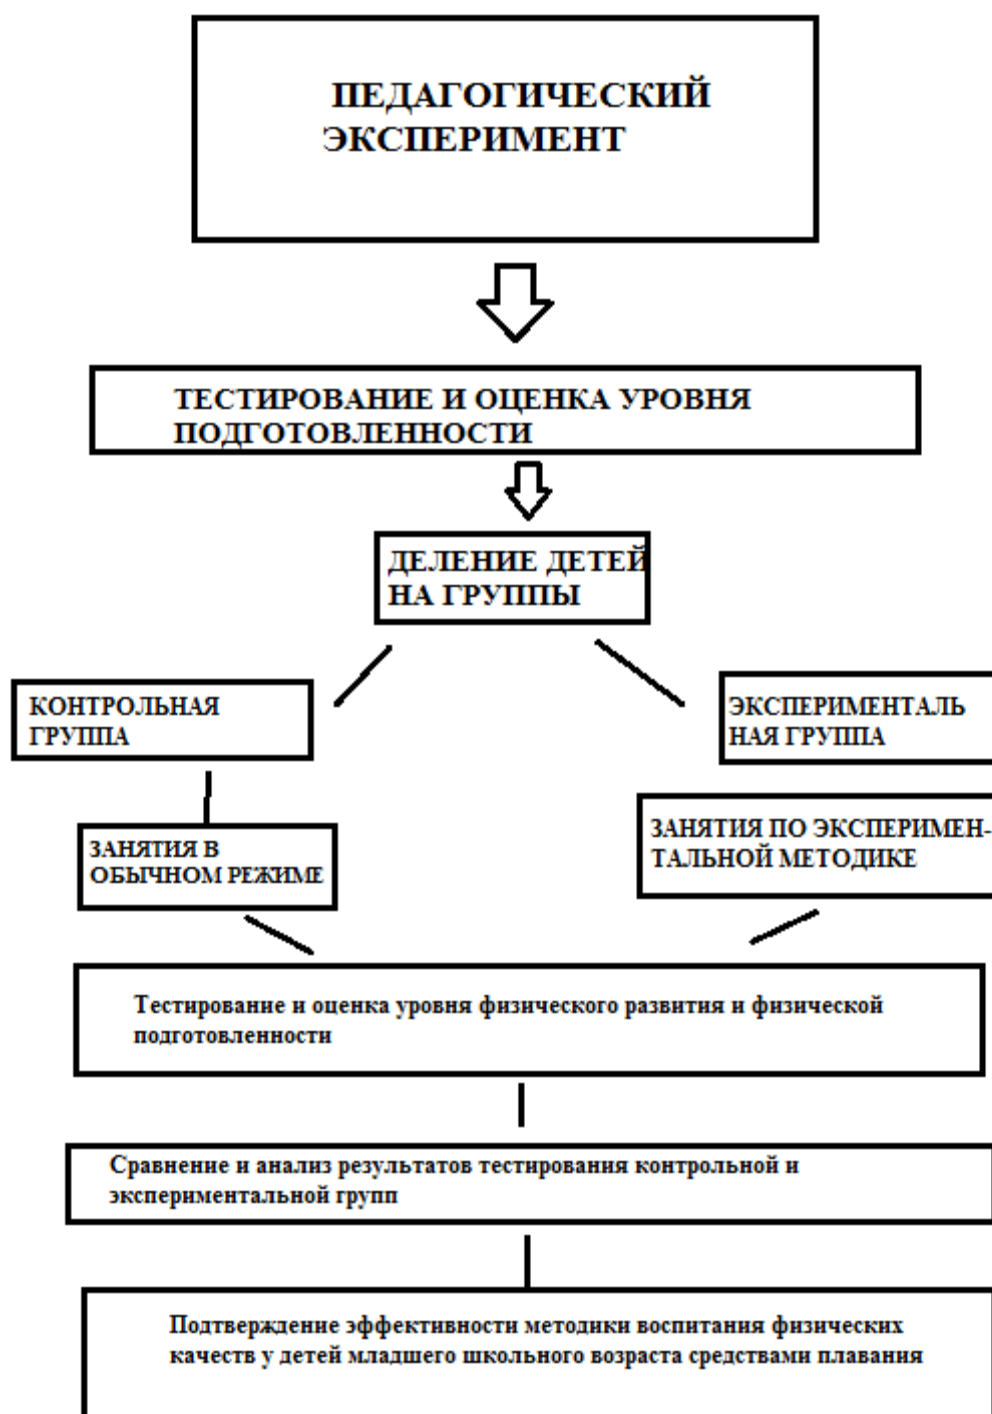 ПЕДАГОГИЧЕСКИЙ
ЭКСПЕРИМЕНТ
ТЕСТИРОВАНИЕ И ОЦЕНКА УРОВНЯ
ПОДГОТОВЛЕННОСТИ
ДЕЛЕНИЕ ДЕТЕЙ
НА ГРУППЫ
КОНТРОЛЬНАЯ
ГРУППА
ЭКСПЕРИМЕНТАЛЬ
НАЯ ГРУППА
ЗАНЯТИЯ В
ОБЫЧНОМ РЕЖИМЕ
ЗАНЯТИЯ ПО ЭКСПЕРИМЕН-
ТАЛЬНОЙ МЕТОДИКЕ
Тестирование и оценка уровня физического развития и физической
подготовленности
Сравнение и анализ результатов тестирования контрольной и
экспериментальной групп
Подтверждение эффективности методики воспитания физических
качеств у детей младшего школьного возраста средствами плавания